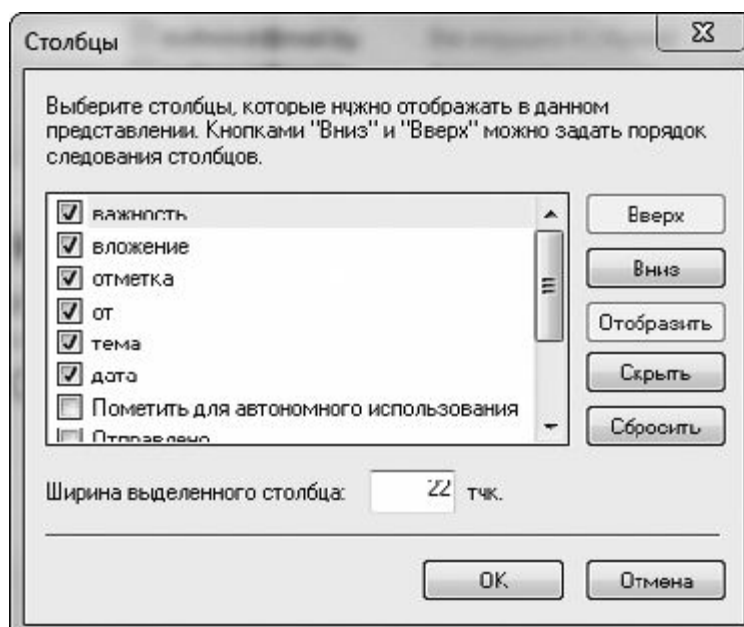 Столбцы
Выберите столбцы, которые нужно отображать в данном
представлении. Кнопками "Вниз" и "Вверх" можно задать порядок
следования столбцов.
важность
вложение
отметка
от
тема
дата
Пометить для автономного использования
Отправлено
Вверх
Вниз
Отобразить
Скрыть
Сбросить
Ширина выделенного столбца: 22 тчк.
OK
Отмена